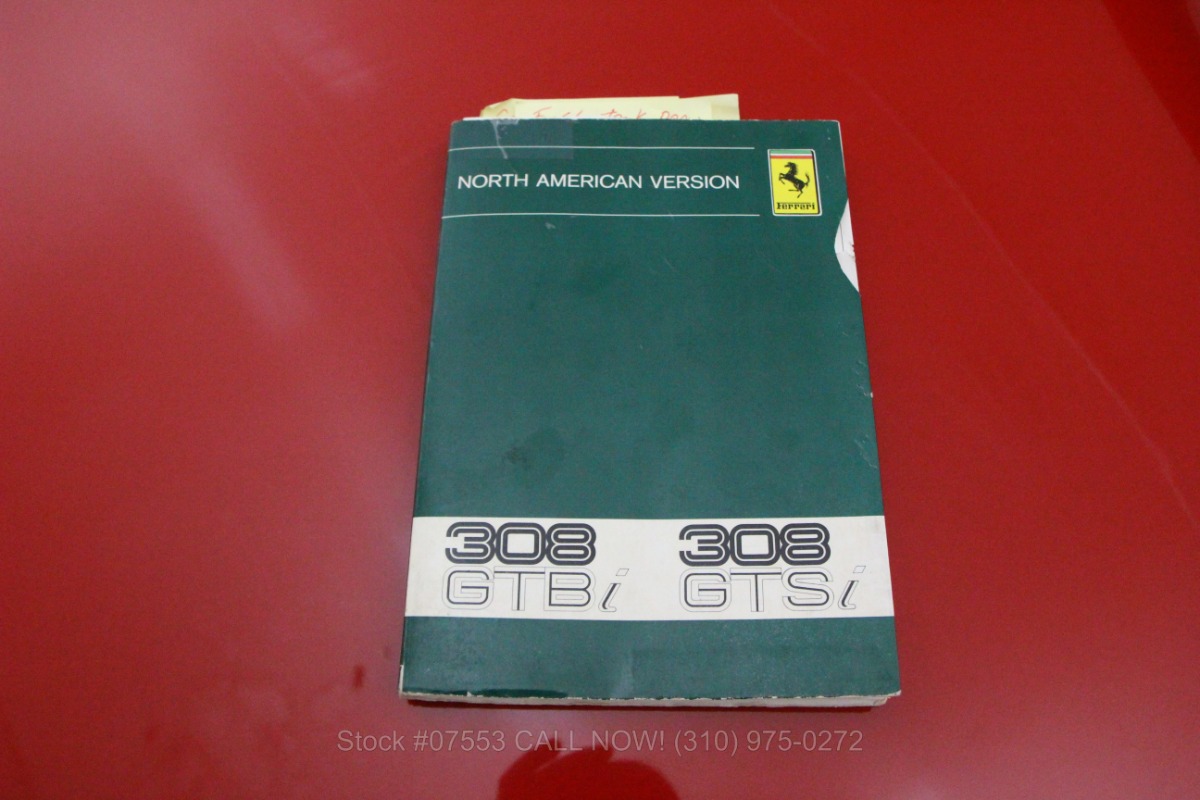 NORTH AMERICAN VERSION
Ferrari
308 308
GTBi GTSi
Stock #07553 CALL NOW! (310) 975-0272